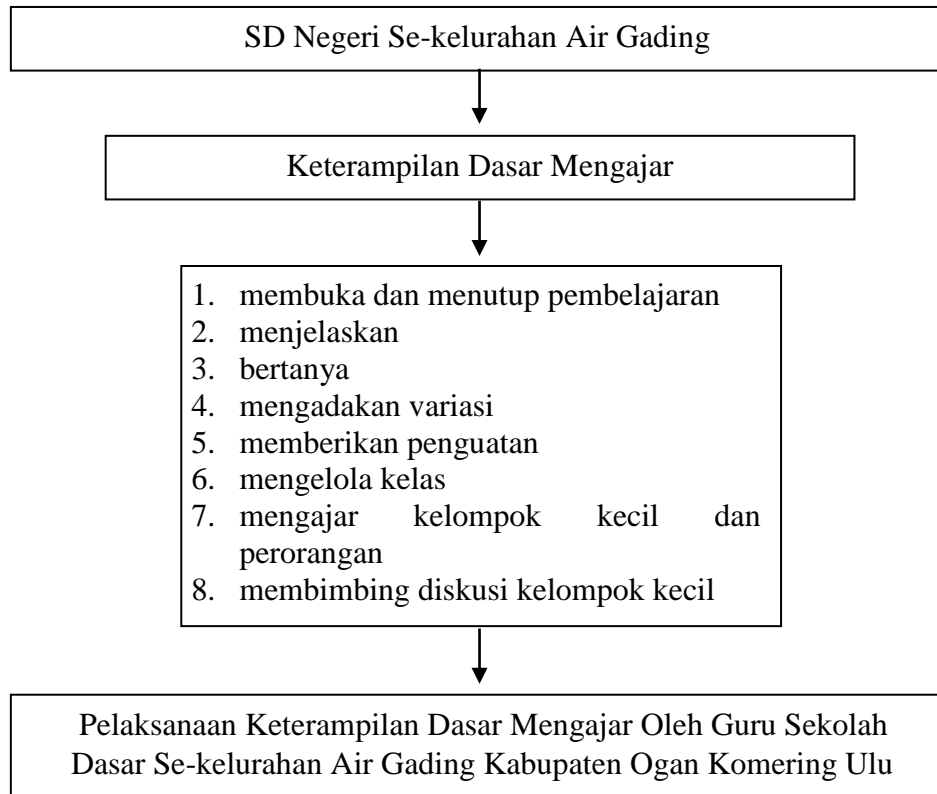 SD Negeri Se-kelurahan Air Gading
Keterampilan Dasar Mengajar
1. membuka dan menutup pembelajaran
2. menjelaskan
3. bertanya
4. mengadakan variasi
5. memberikan penguatan
6. mengelola kelas
7. mengajar kelompok kecil dan
perorangan
8. membimbing diskusi kelompok kecil
Pelaksanaan Keterampilan Dasar Mengajar Oleh Guru Sekolah
Dasar Se-kelurahan Air Gading Kabupaten Ogan Komering Ulu